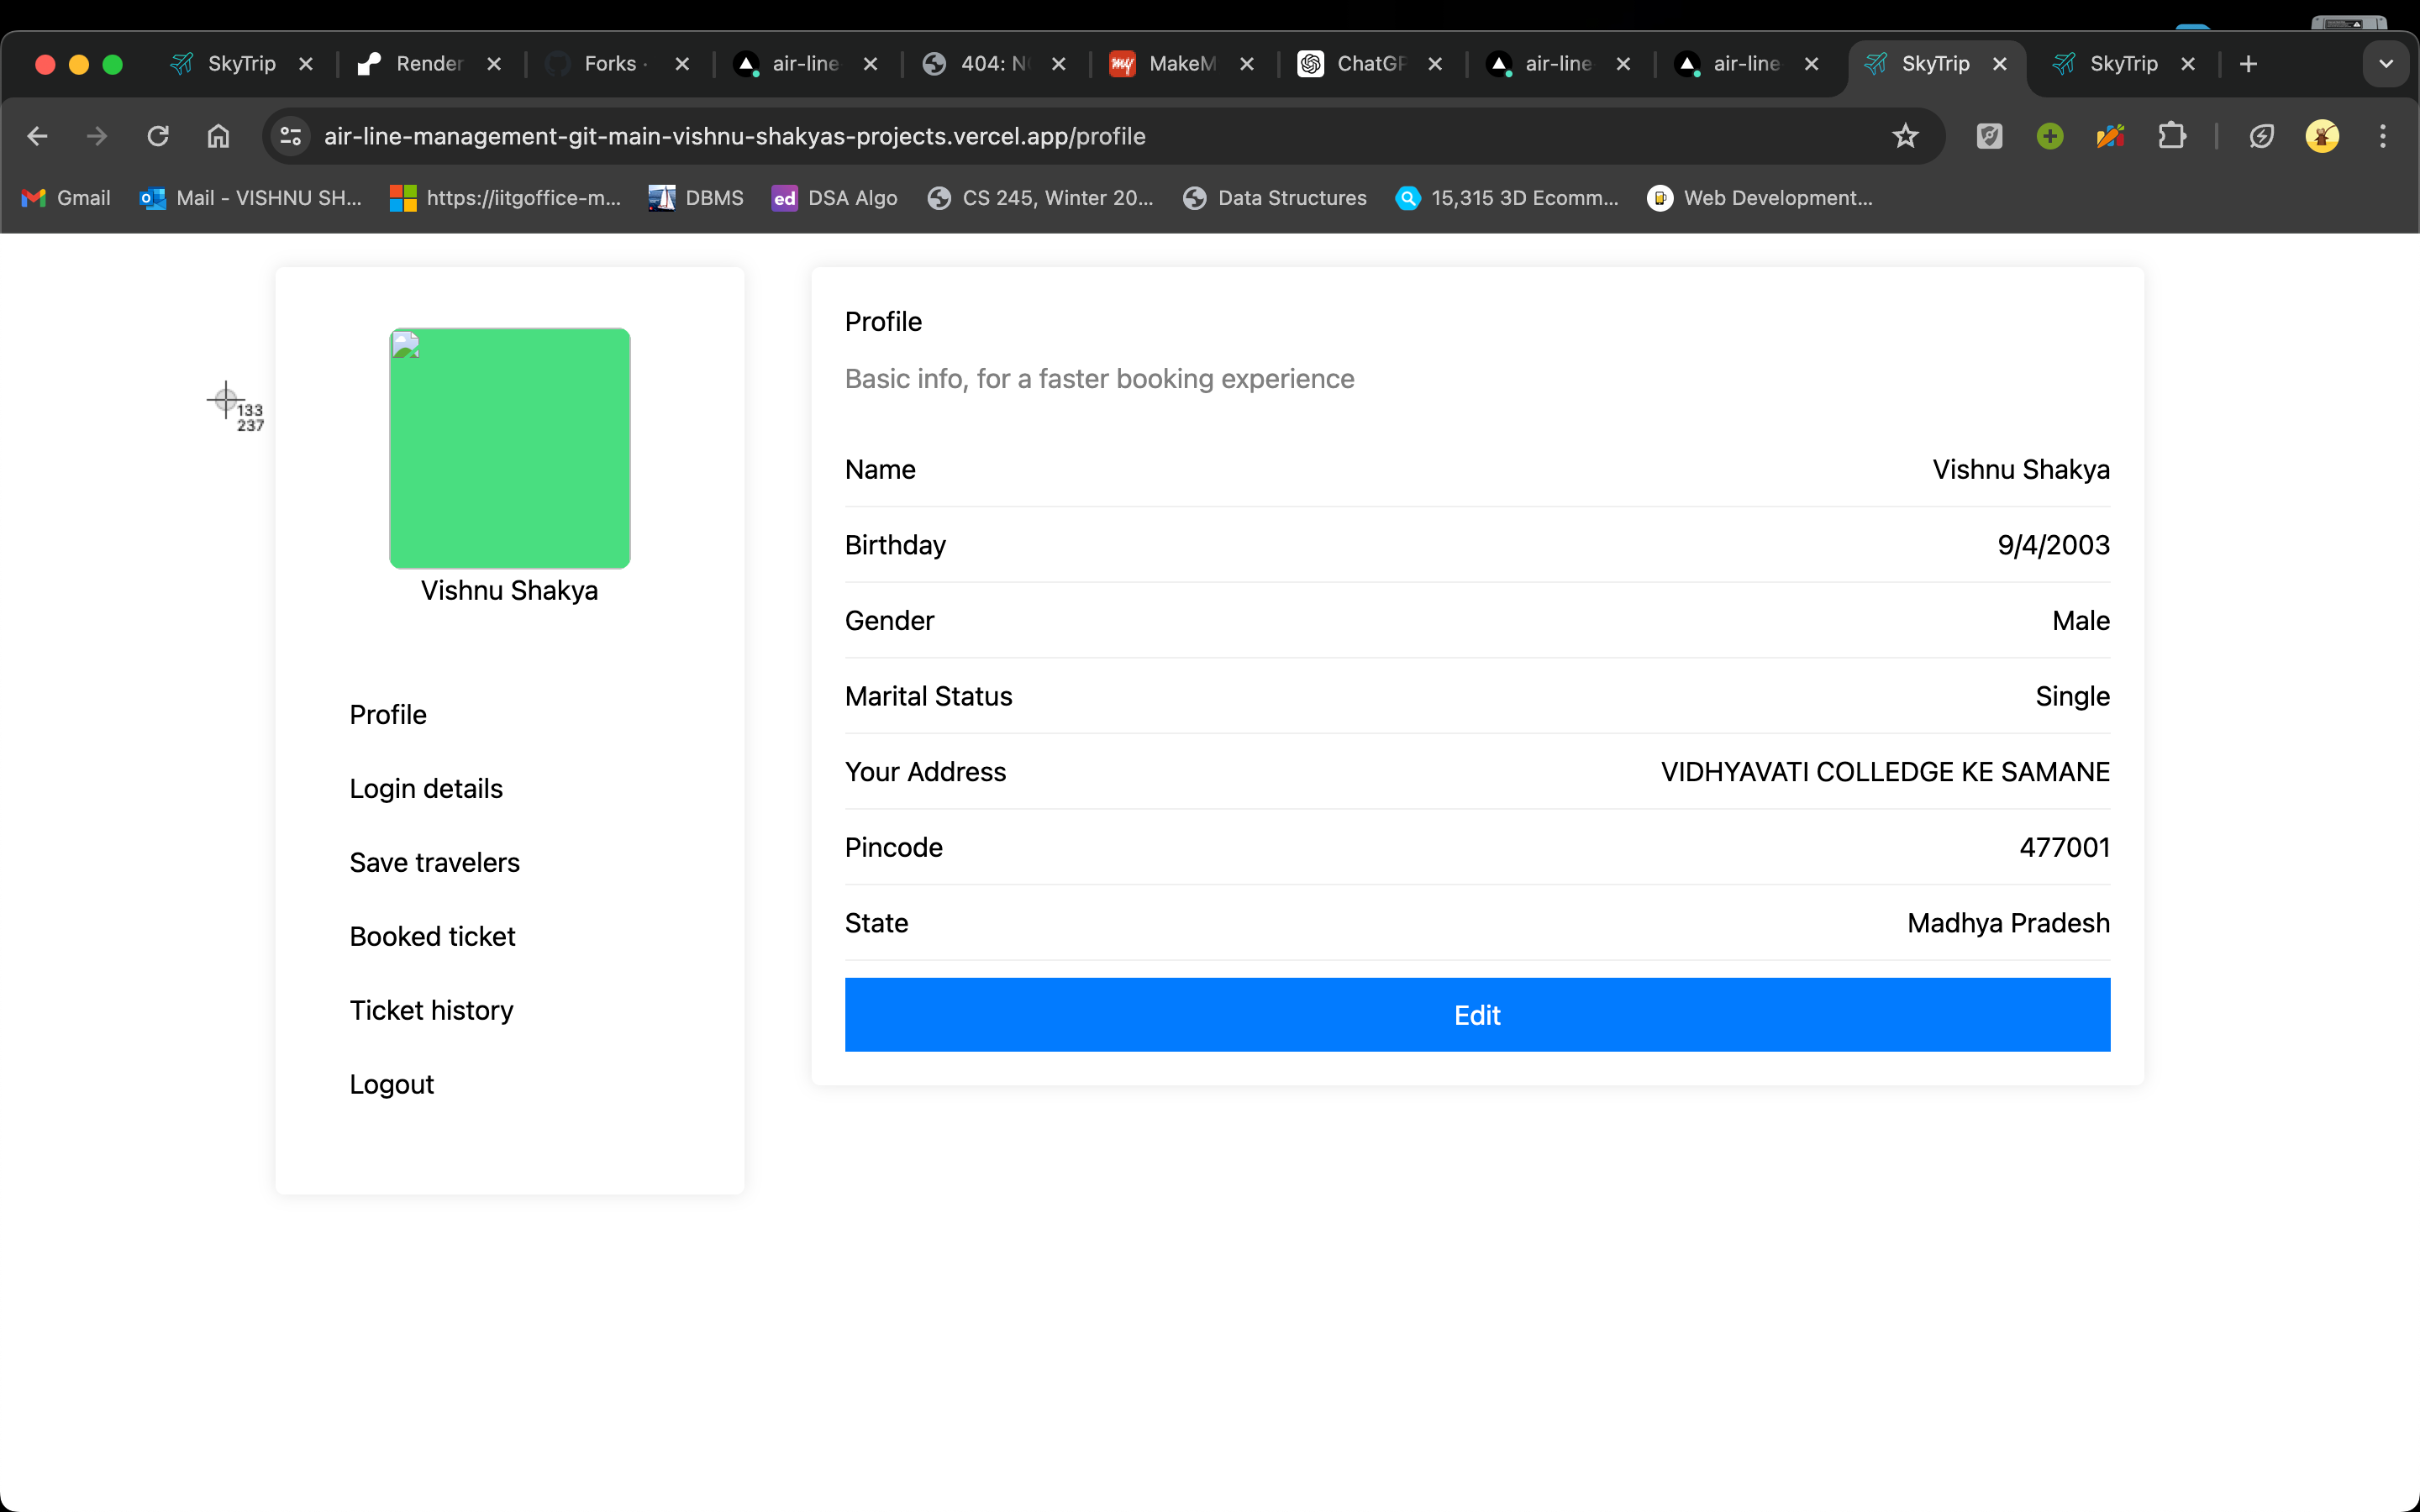 SkyTrip
Render
Forks ·
air-line
404: N
MakeM
ChatGP
air-line
air-line
SkyTrip
SkyTrip
air-line-management-git-main-vishnu-shakyas-projects.vercel.app/profile
Gmail
Mail - VISHNU SH...
https://iitgoffice-m...
DBMS
ed
DSA Algo
CS 245, Winter 20...
Data Structures
15,315 3D Ecomm...
Web Development...
133
237
Vishnu Shakya
Profile
Login details
Save travelers
Booked ticket
Ticket history
Logout
Profile
Basic info, for a faster booking experience
Name Vishnu Shakya
Birthday 9/4/2003
Gender Male
Marital Status Single
Your Address VIDHYAVATI COLLEDGE KE SAMANE
Pincode 477001
State Madhya Pradesh
Edit